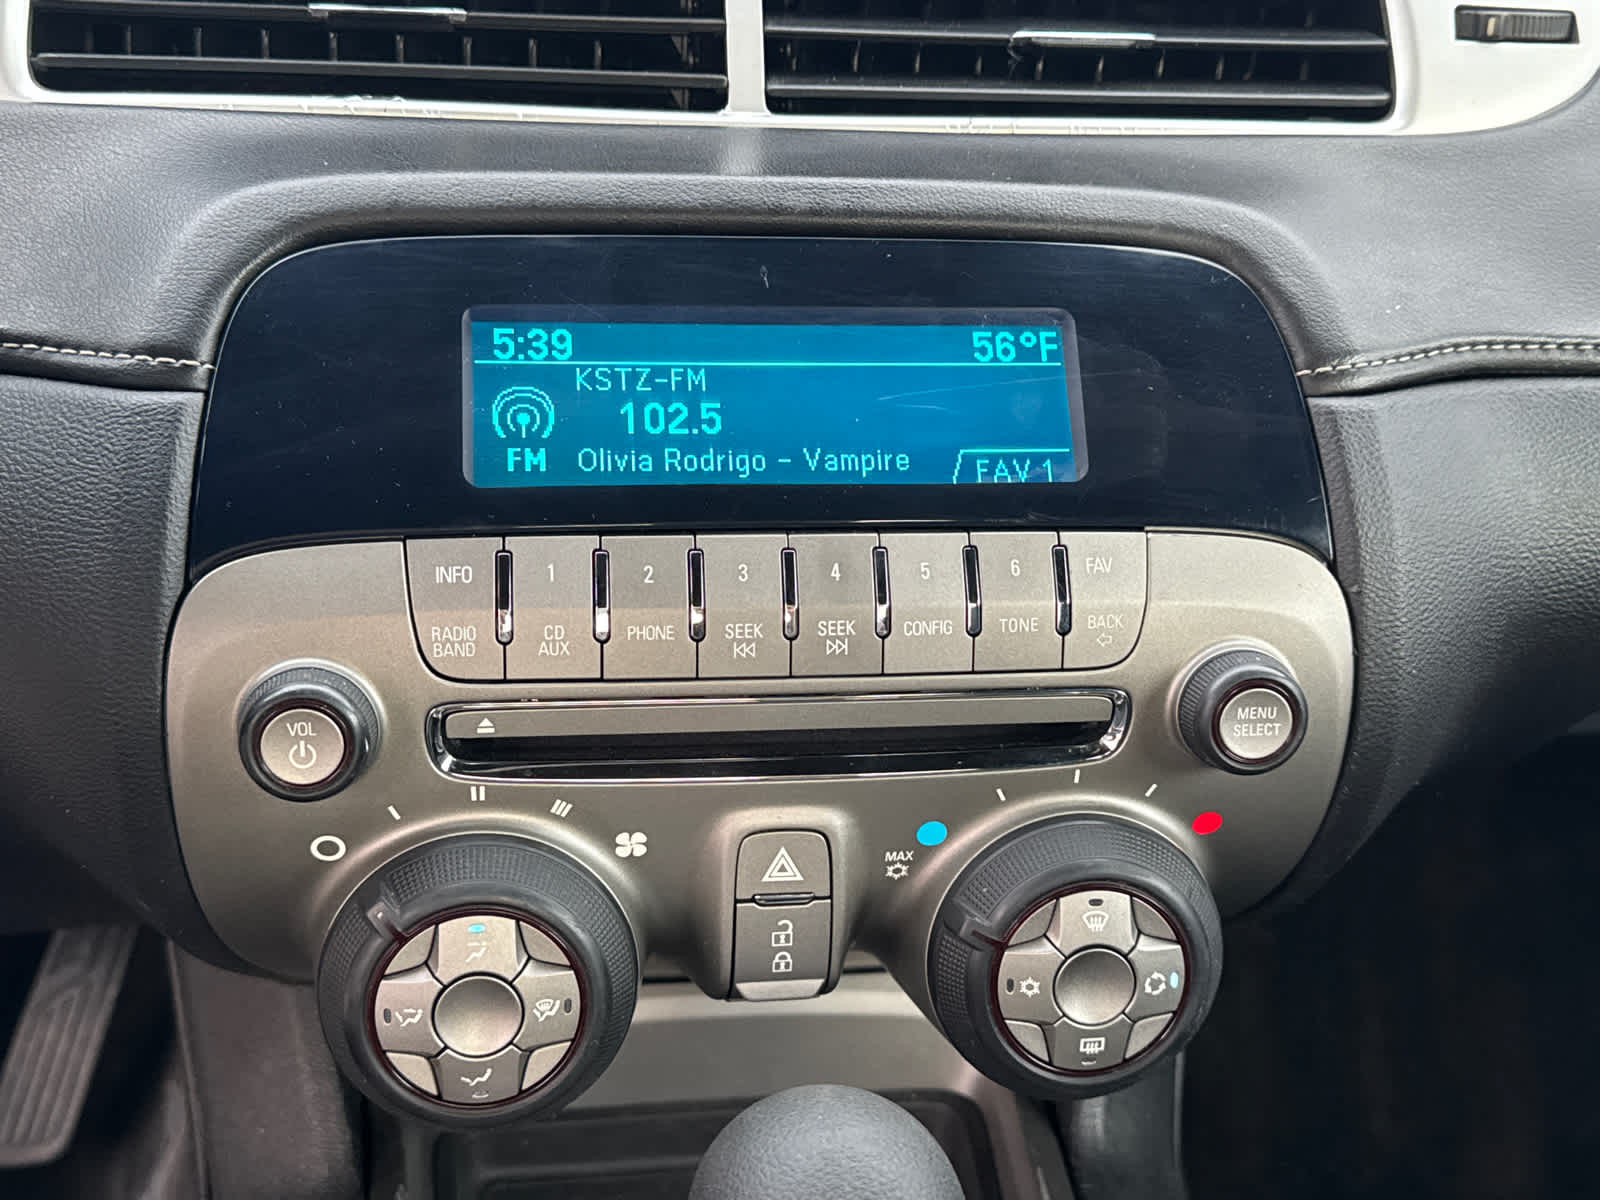 5:39 56°F
KSTZ-FM
102.5
FM Olivia Rodrigo - Vampire FAV 1
INFO 1 2 3 4 5 6 FAV
RADIO BAND CD AUX PHONE SEEK SEEK CONFIG TONE BACK
VOL
MENU
SELECT
MAX